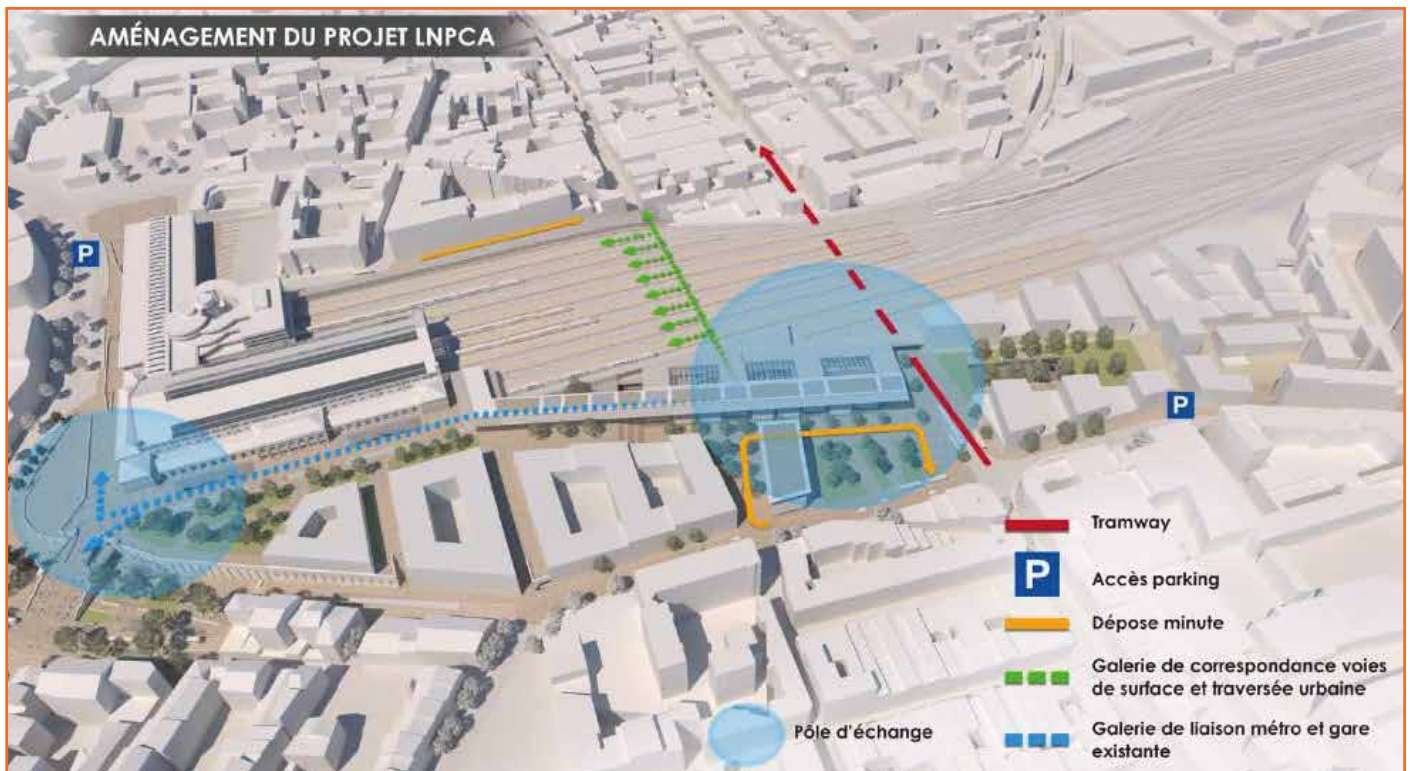 AMÉNAGEMENT DU PROJET LNPCA
P
P
Tramway
P
Accès parking
Dépose minute
Galerie de correspondance voies
de surface et traversée urbaine
Pôle d'échange
Galerie de liaison métro et gare
existante